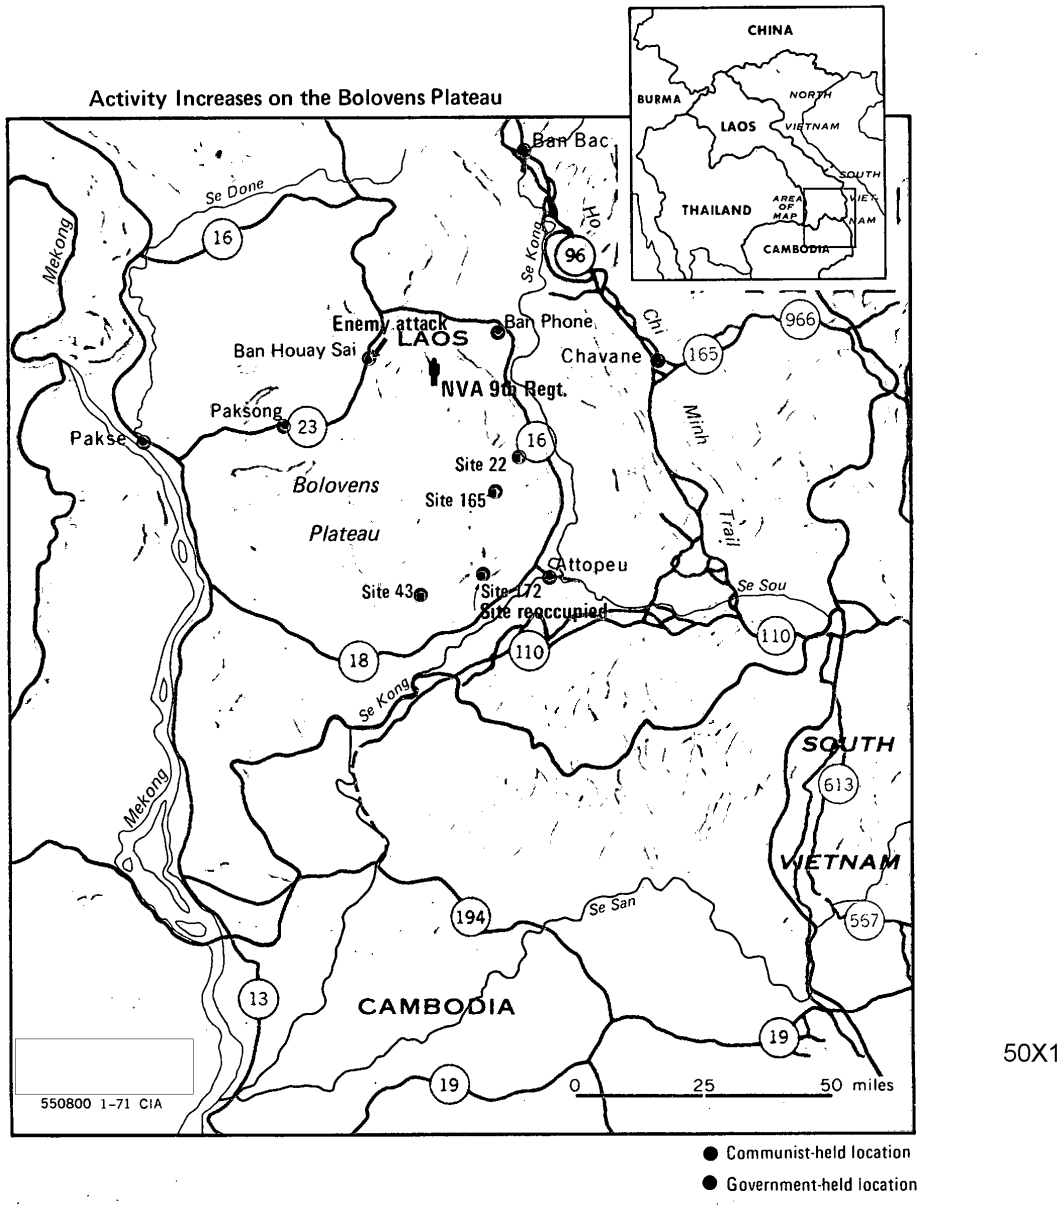 Activity Increases on the Bolovens Plateau
CHINA
BURMA
NORTH
VIETNAM
LAOS
SOUTH
VIET-
NAM
AREA
OF
MAP
THAILAND
CAMBODIA
Ban Bac
Se Done
Ho
16
Mekong
Se Kong
96
Enemy attack
Ban Phone
Chi
966
LAOS
Ban Houay Sai
Chavane
165
NVA 9th Regt.
Paksong
23
Minh
Pakse
16
Site 22
Bolovens
Site 165
Plateau
Trail
Attopeu
Site 43
Site 172
Se Sou
Site reoccupied
110
110
18
Se Kong
SOUTH
613
Mekong
VIETNAM
194
Se San
567
13
CAMBODIA
19
19
0 25 50 miles
50X1
550800 1-71 CIA
Communist-held location
Government-held location